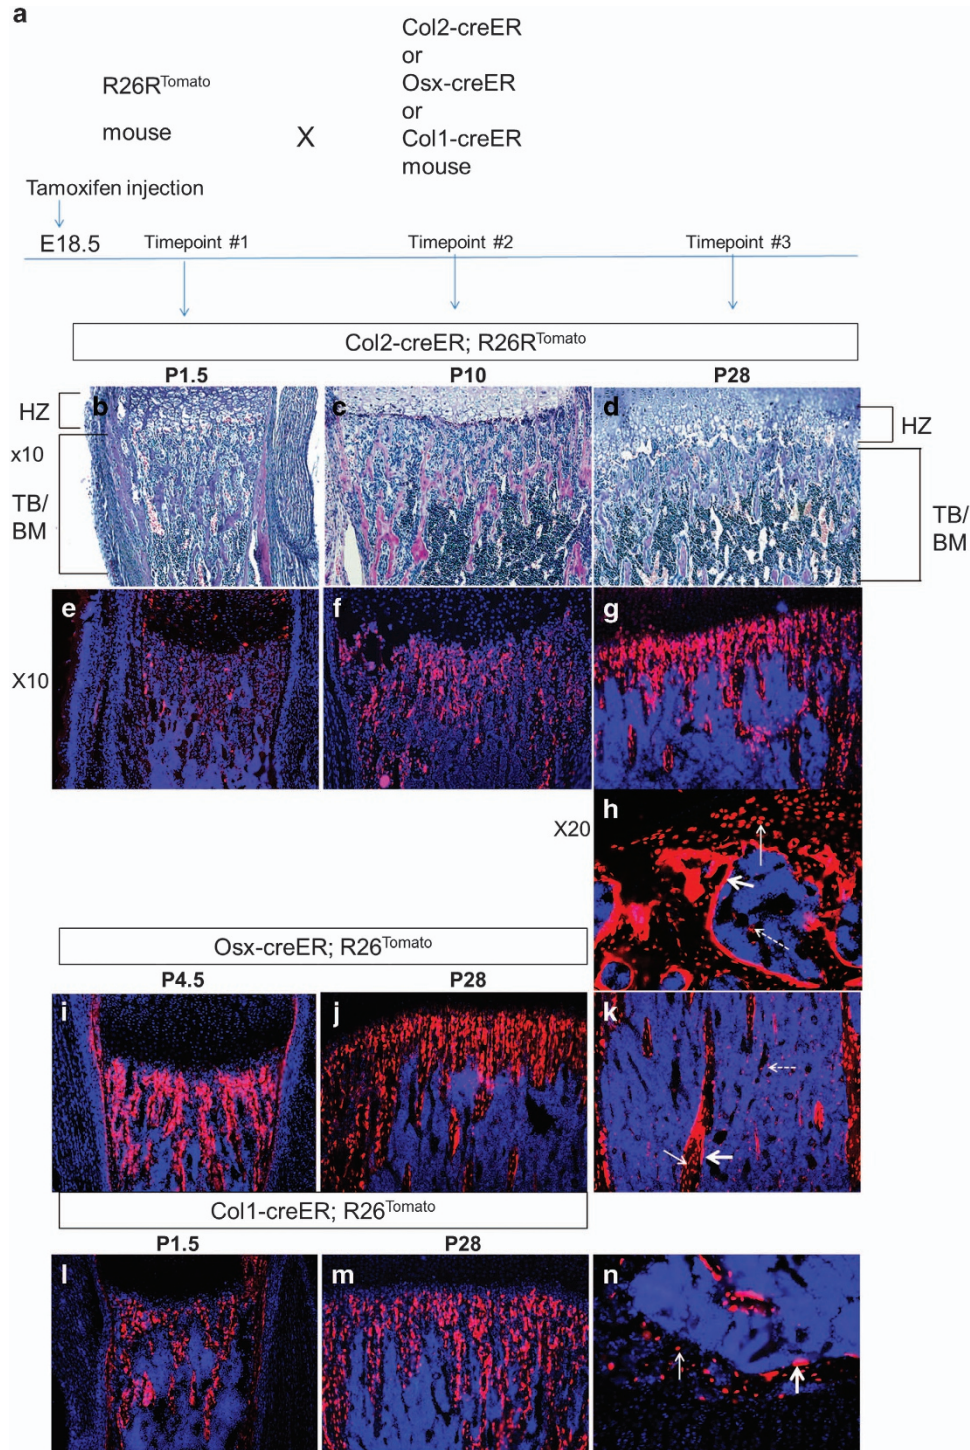 a
R26RTomato
mouse
X
Col2-creER
or
Osx-creER
or
Col1-creER
mouse
Tamoxifen injection
E18.5
Timepoint #1
Timepoint #2
Timepoint #3
Col2-creER; R26RTomato
P1.5
P10
P28
b
c
d
HZ
x10
TB/
BM
HZ
TB/
BM
e
f
g
X10
X20
h
Osx-creER; R26Tomato
P4.5
P28
i
j
k
Col1-creER; R26Tomato
P1.5
P28
l
m
n